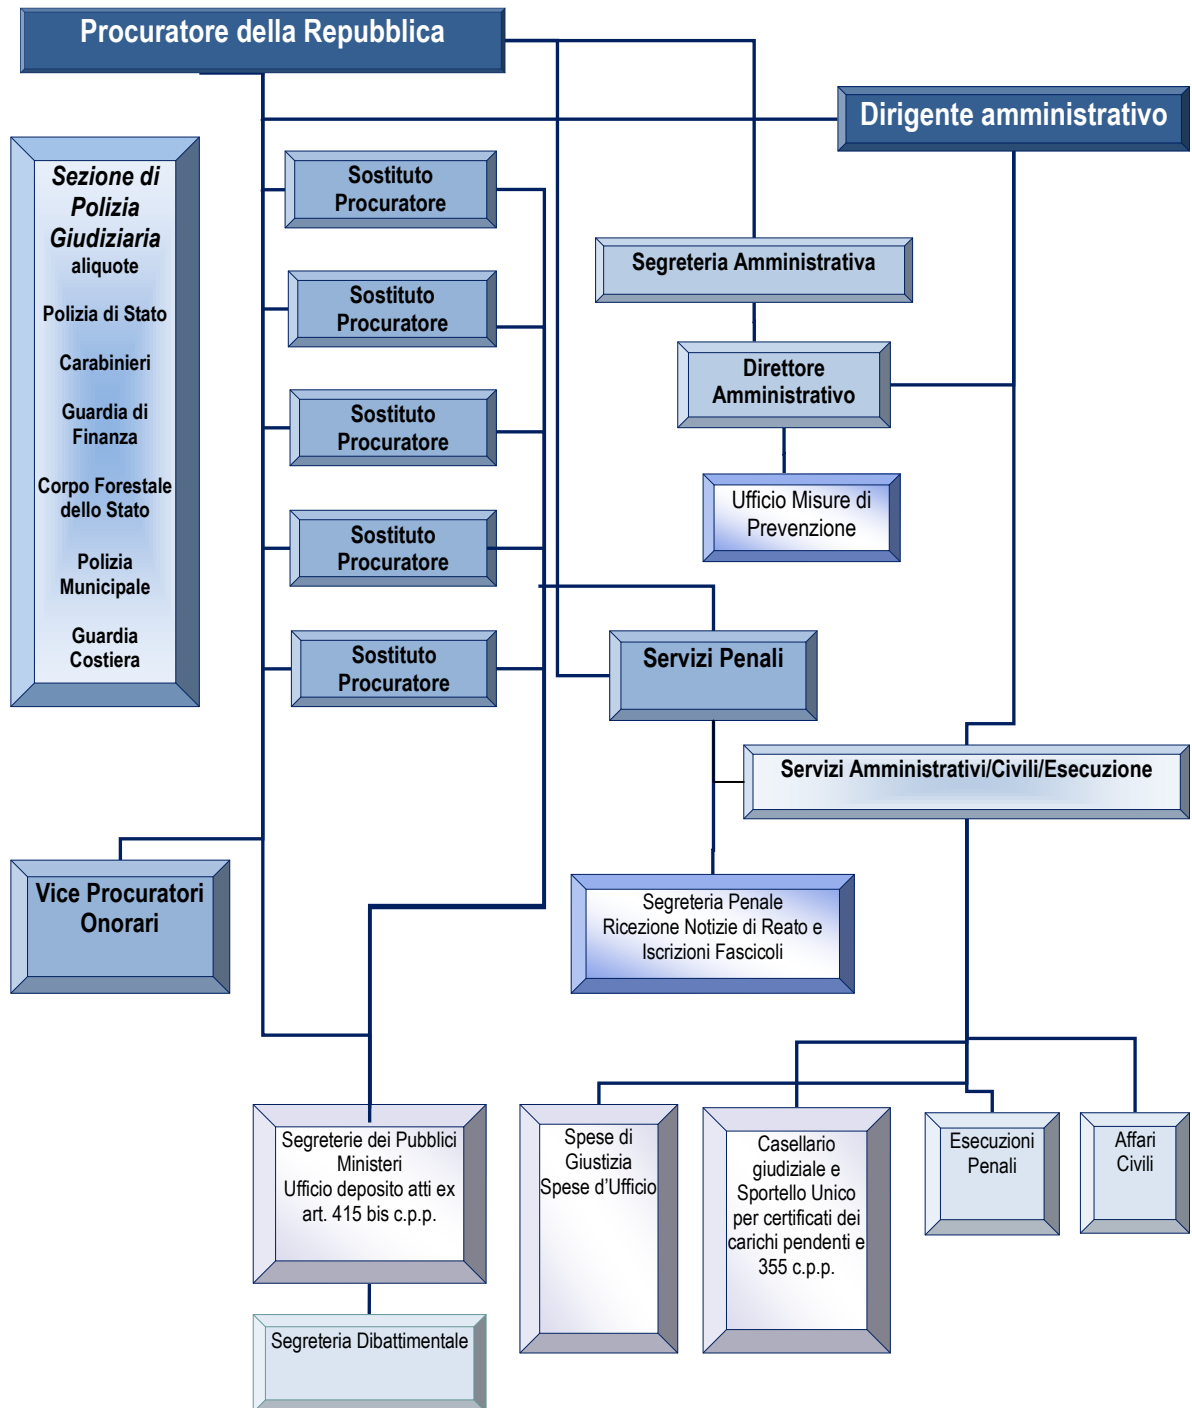 Procuratore della Repubblica
Dirigente amministrativo
Sezione di
Polizia
Giudiziaria
aliquote
Polizia di Stato
Carabinieri
Guardia di
Finanza
Corpo Forestale
dello Stato
Polizia
Municipale
Guardia
Costiera
Sostituto
Procuratore
Sostituto
Procuratore
Sostituto
Procuratore
Sostituto
Procuratore
Sostituto
Procuratore
Segreteria Amministrativa
Direttore
Amministrativo
Ufficio Misure di
Prevenzione
Servizi Penali
Servizi Amministrativi/Civili/Esecuzione
Vice Procuratori
Onorari
Segreteria Penale
Ricezione Notizie di Reato e
Iscrizioni Fascicoli
Segreterie dei Pubblici
Ministeri
Ufficio deposito atti ex
art. 415 bis c.p.p.
Spese di
Giustizia
Spese d’Ufficio
Casellario
giudiziale e
Sportello Unico
per certificati dei
carichi pendenti e
355 c.p.p.
Esecuzioni
Penali
Affari
Civili
Segreteria Dibattimentale